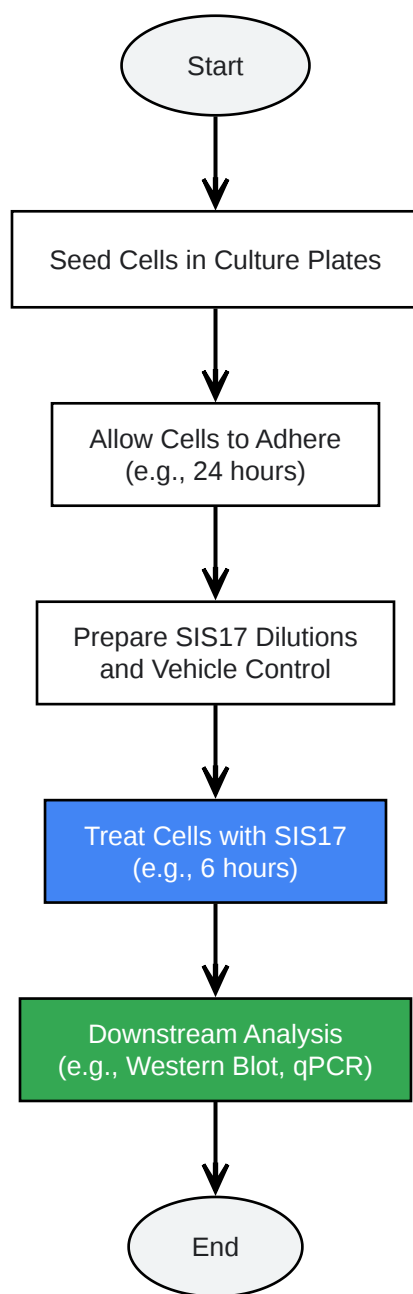 Start
Seed Cells in Culture Plates
Allow Cells to Adhere
(e.g., 24 hours)
Prepare SIS17 Dilutions
and Vehicle Control
Treat Cells with SIS17
(e.g., 6 hours)
Downstream Analysis
(e.g., Western Blot, qPCR)
End